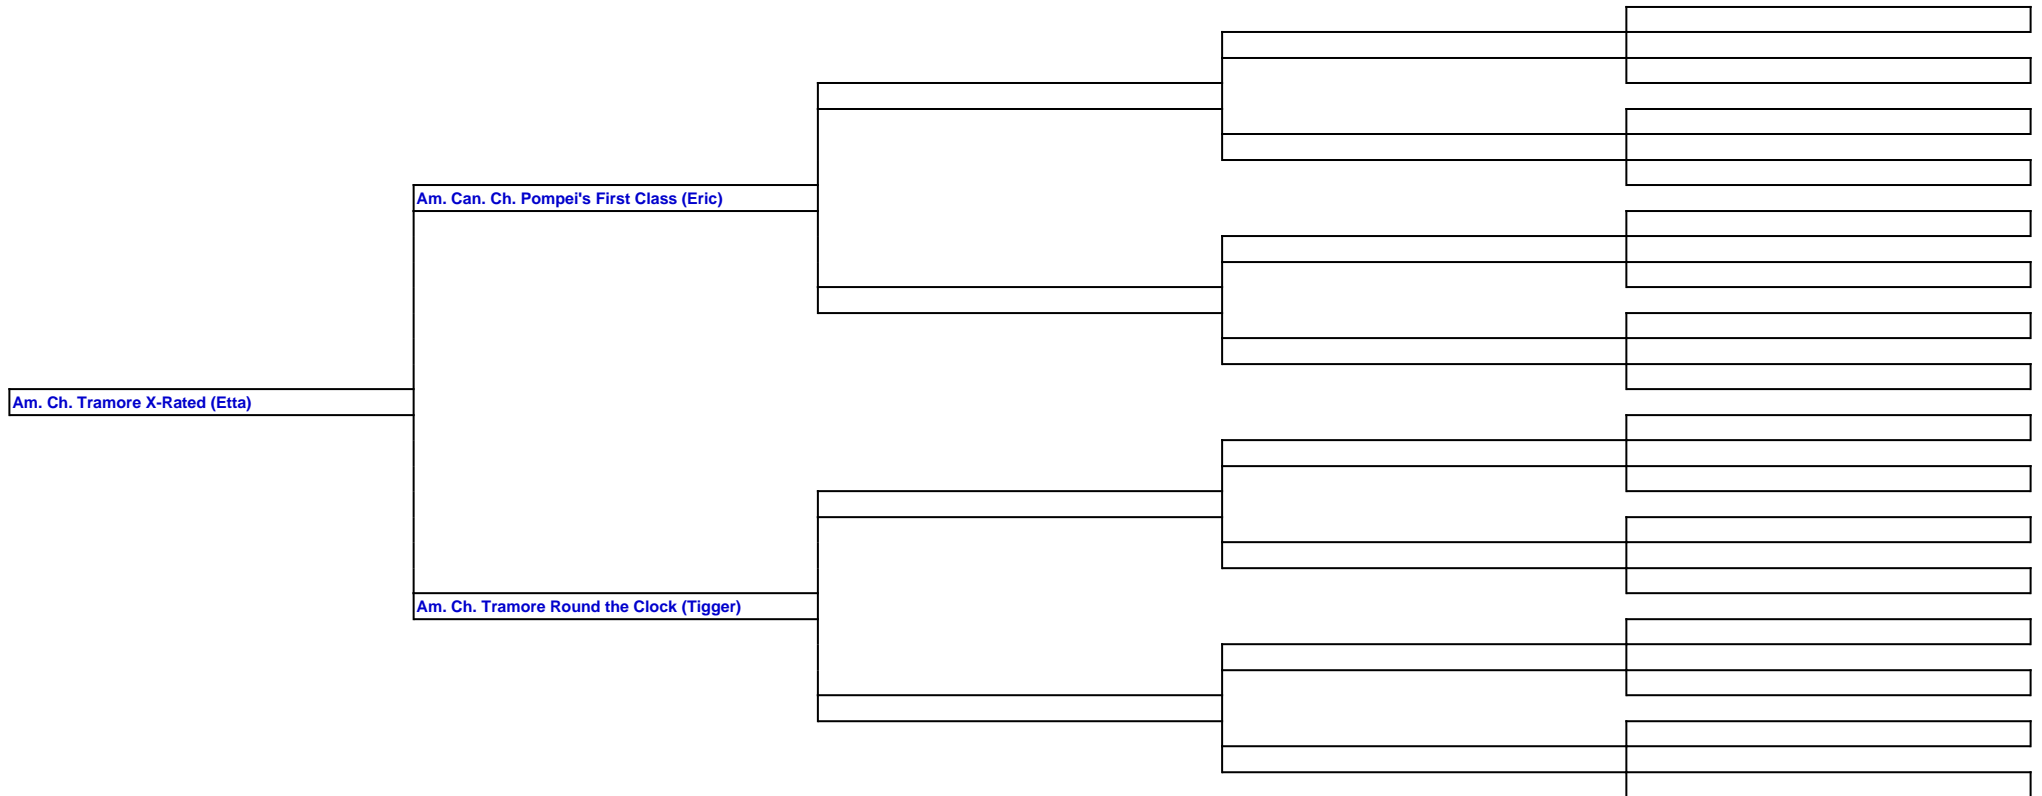 Am. Can. Ch. Pompei's First Class (Eric)
Am. Ch. Tramore X-Rated (Etta)
Am. Ch. Tramore Round the Clock (Tigger)